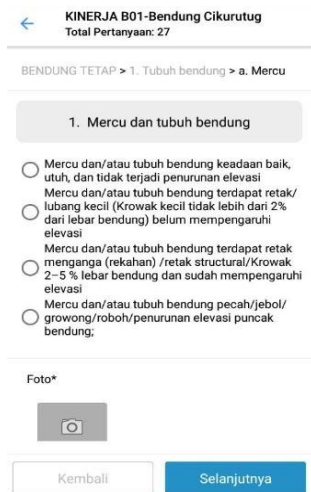 KINERJA B01-Bendung Cikurutug
Total Pertanyaan: 27
BENDUNG TETAP > 1. Tubuh bendung > a. Mercu
1. Mercu dan tubuh bendung
Mercu dan/atau tubuh bendung keadaan baik,
utuh, dan tidak terjadi penurunan elevasi
Mercu dan/atau tubuh bendung terdapat retak/
lubang kecil (Krowak kecil tidak lebih dari 2%
dari lebar bendung) belum mempengaruhi
elevasi
Mercu dan/atau tubuh bendung terdapat retak
menganga (rekahan) /retak structural/Krowak
2–5 % lebar bendung dan sudah mempengaruhi
elevasi
Mercu dan/atau tubuh bendung pecah/jebol/
growong/roboh/penurunan elevasi puncak
bendung;
Foto*
Kembali
Selanjutnya